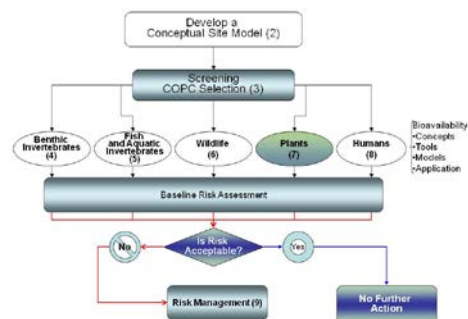 Develop a
Conceptual Site Model (2)
Screening
COPC Selection (3)
Benthic
Invertebrates
(4)
Fish
and Aquatic
Invertebrates
(5)
Wildlife
(6)
Plants
(7)
Humans
(8)
Bioavailability
•Concepts
•Tools
•Models
•Application
Baseline Risk Assessment
No
Is Risk
Acceptable?
Yes
Risk Management (9)
No Further
Action